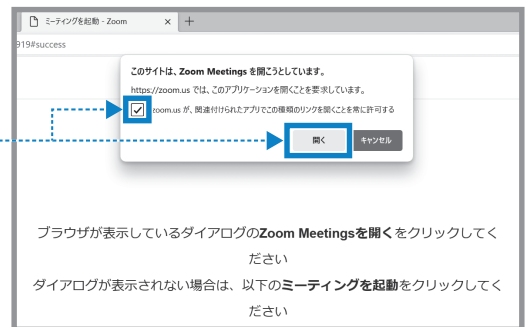 ミーティングを起動 - Zoom
919#success
このサイトは、Zoom Meetings を開こうとしています。
https://zoom.us では、このアプリケーションを開くことを要求しています。
zoom.us が、関連付けられたアプリでこの種類のリンクを開くことを常に許可する
開く キャンセル
ブラウザが表示しているダイアログのZoom Meetingsを開くをクリックしてく
ださい
ダイアログが表示されない場合は、以下のミーティングを起動をクリックしてく
ださい